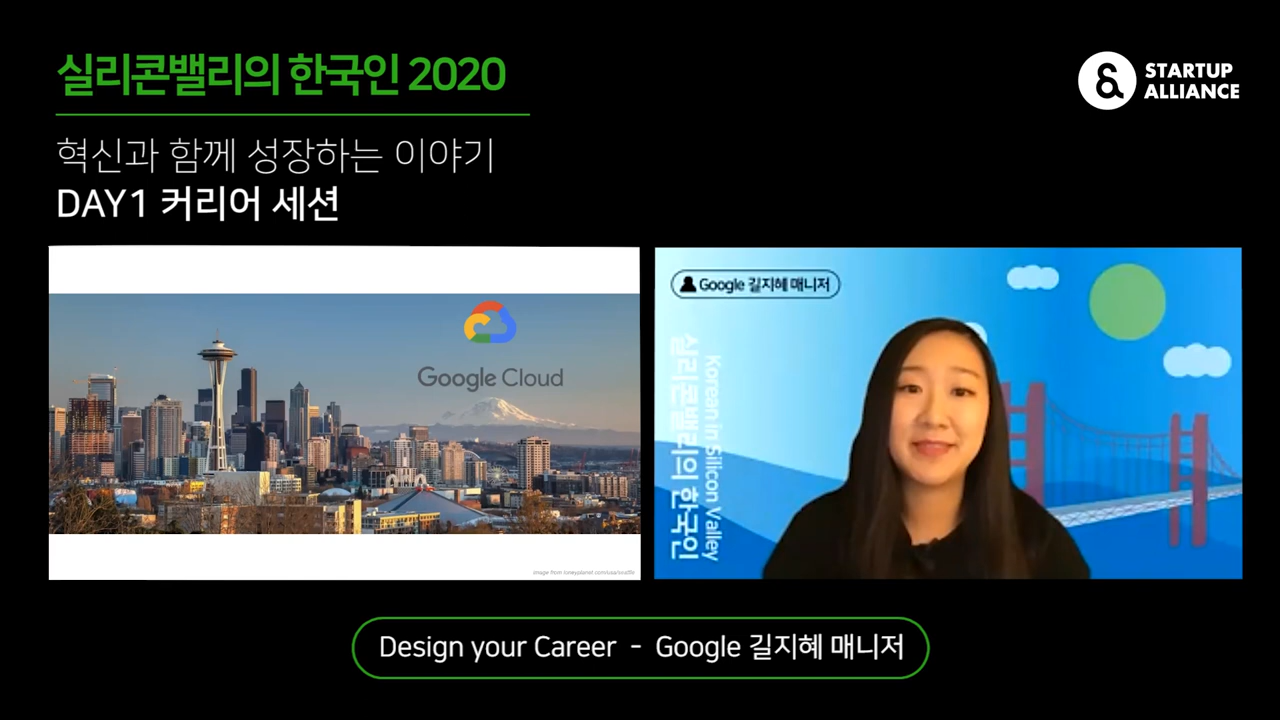 실리콘밸리의 한국인 2020
STARTUP
ALLIANCE
혁신과 함께 성장하는 이야기
DAY1 커리어 세션
Google Cloud
Google 길지혜 매니저
Korean in Silicon Valley
실리콘밸리의 한국인
Design your Career - Google 길지혜 매니저